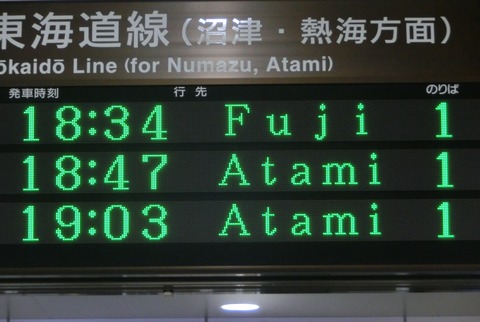 東海道線(沼津・熱海方面)
ōkaidō Line (for Numazu, Atami)
発車時刻 行先 のりば
18:34 Fuji 1
18:47 Atami 1
19:03 Atami 1